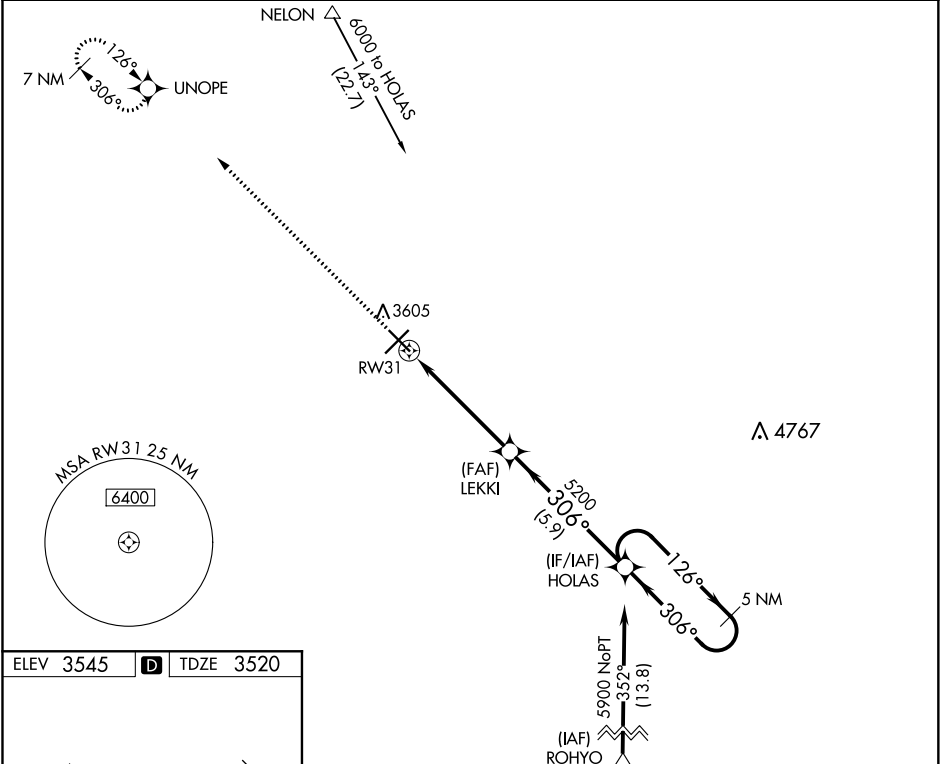 NELON
6000 to HOLAS
143°
(22.7)
126°
7 NM
306°
UNOPE
3605
RW31
4767
MSA RW31 25 NM
6400
(FAF)
LEKKI
5200
306°
(5.9)
(IF/IAF)
HOLAS
126°
306°
5 NM
5900 NoPT
352°
(13.8)
(IAF)
ROHYO
ELEV 3545 D TDZE 3520